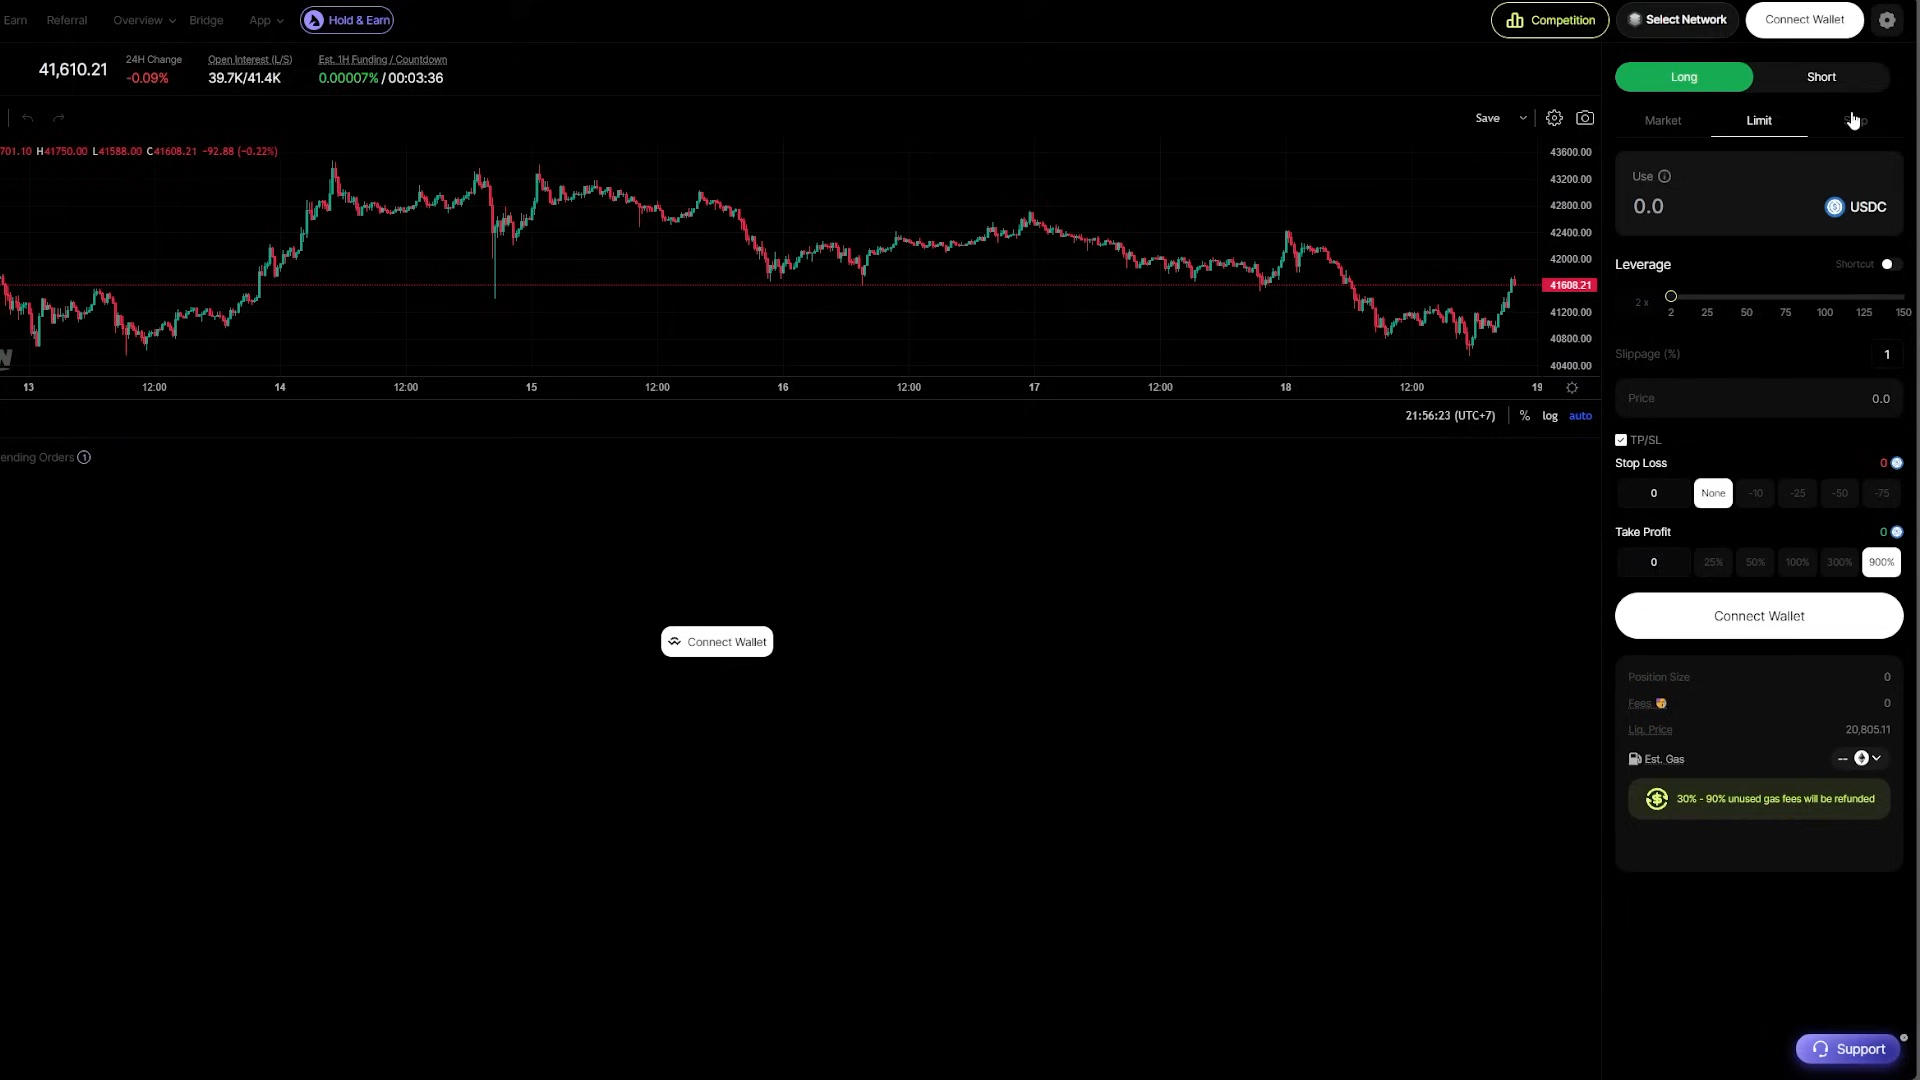 Earn Referral Overview Bridge App Hold & Earn Competition Select Network Connect Wallet
41,610.21
24H Change
-0.09%
Open Interest (L/S)
39.7K/41.4K
Est. 1H Funding / Countdown
0.00007% / 00:03:36
Long Short
Save
Market Limit
701.10 H41750.00 L41588.00 C41608.21 -92.88 (-0.22%)
43600.00
43200.00
42800.00
42400.00
42000.00
41608.21
41200.00
40800.00
40400.00
13 12:00 14 12:00 15 12:00 16 12:00 17 12:00 18 12:00 19
21:56:23 (UTC+7) % log auto
ending Orders
Connect Wallet
Use
0.0 USDC
Leverage Shortcut
2 x
2 25 50 75 100 125 150
Slippage (%) 1
Price 0.0
TP/SL
Stop Loss 0
0 None -10 -25 -50 -75
Take Profit 0
0 25% 50% 100% 300% 900%
Connect Wallet
Position Size 0
Fees 0
Liq. Price 20,805.11
Est. Gas --
30% - 90% unused gas fees will be refunded
Support